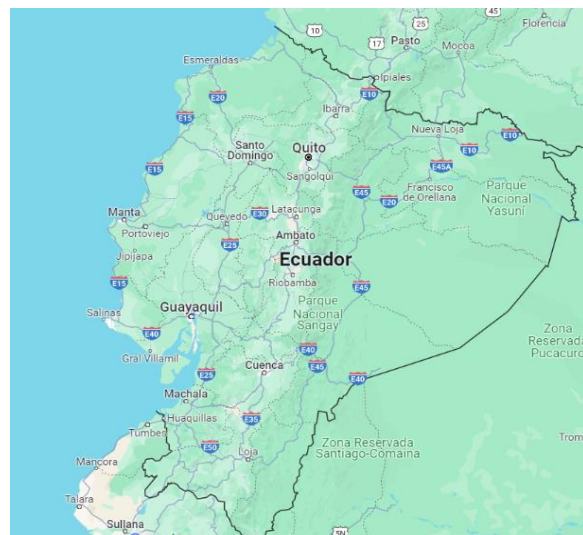 45
Florencia
10
25
17
Pasto
Mocoa
Esmeraldas
Ipiales
E20
E10
Ibarra
E15
Nueva Loja
E10
E10
Santo
Domingo
Quito
E15
Sangolquí
E45A
E45
Francisco
de Orellana
E20
Parque
Nacional
Yasuní
Manta
Quevedo
E30
Latacunga
Portoviejo
E25
Ambato
Jipijapa
Ecuador
E15
Riobamba
E45
Salinas
Guayaquil
Parque
Nacional
Sangay
E40
Zona
Reservada
Pucacuro
Gral Villamil
E40
E25
Cuenca
E45
E40
Machala
Huaquillas
E35
Tumbes
E50
Loja
Zona Reservada
Santiago-Comaina
Trom
Mancora
Talara
Sullana
5N